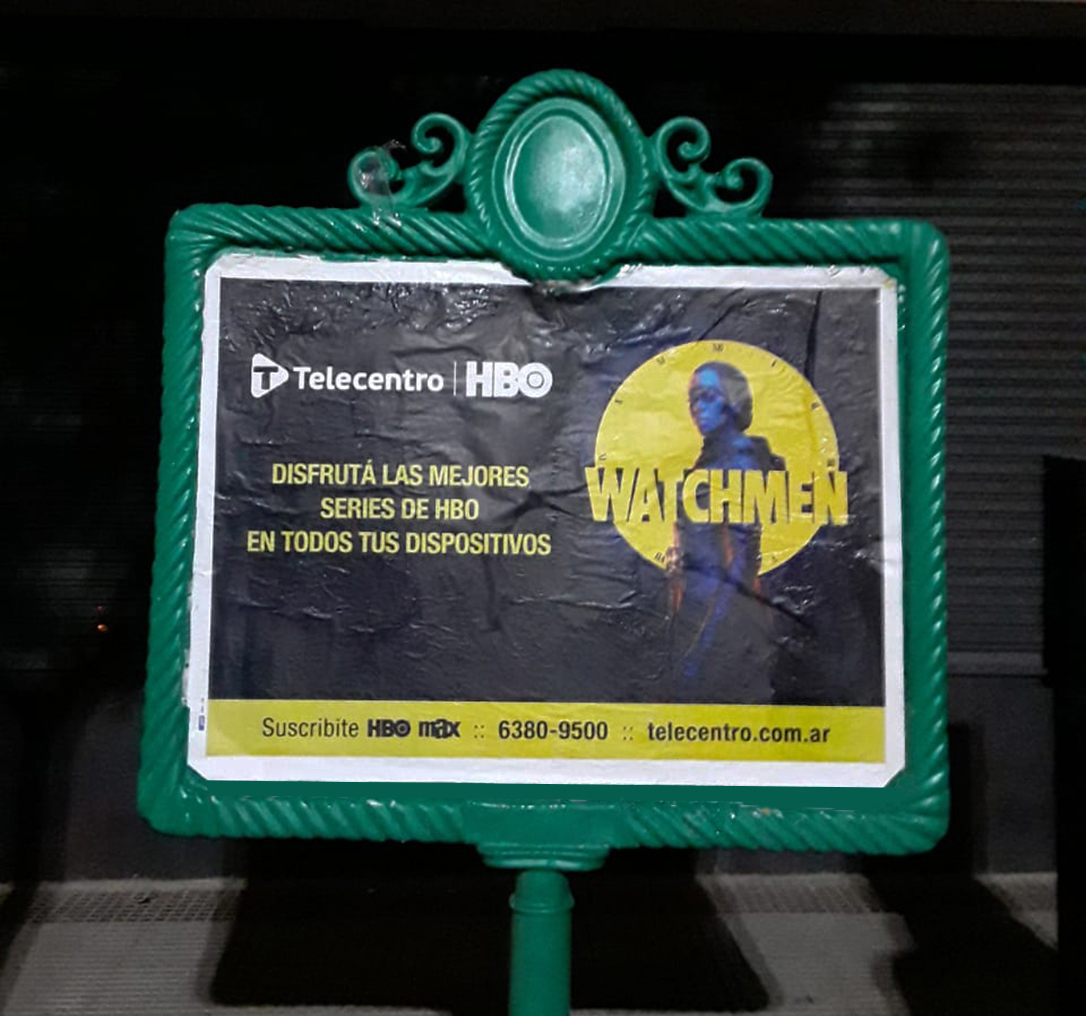 Telecentro | HBO
DISFRUTÁ LAS MEJORES
SERIES DE HBO
EN TODOS TUS DISPOSITIVOS
WATCHMEN
Suscribite HBO max :: 6380-9500 :: telecentro.com.ar